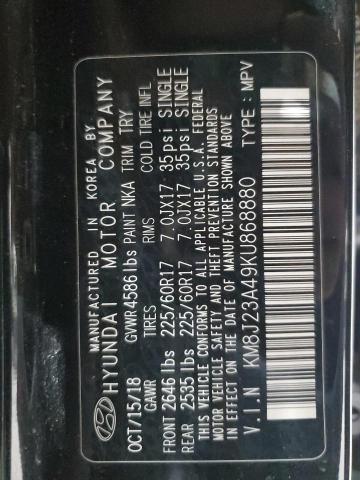 MANUFACTURED IN KOREA BY
HYUNDAI MOTOR COMPANY
OCT/15/18 GVWR4586lbs PAINT NKA TRIM TRY
GAWR TIRES RIMS COLD TIRE INFL
FRONT 2646 lbs 225/60R17 7.0JX17 35psi SINGLE
REAR 2535 lbs 225/60R17 7.0JX17 35psi SINGLE
THIS VEHICLE CONFORMS TO ALL APPLICABLE U.S.A. FEDERAL
MOTOR VEHICLE SAFETY AND THEFT PREVENTION STANDARDS
IN EFFECT ON THE DATE OF MANUFACTURE SHOWN ABOVE
V.I.N : KM8J23A49KU868880 TYPE : MPV